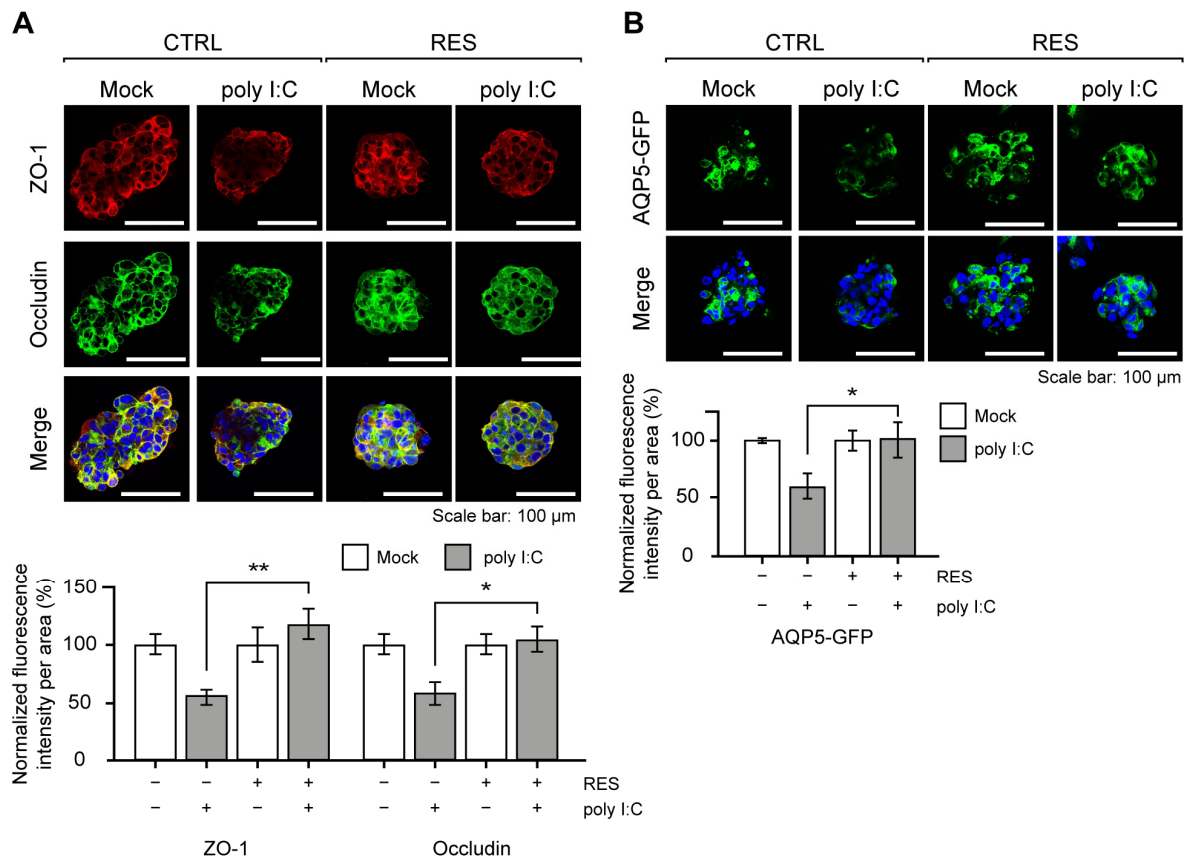 A
CTRL
RES
Mock
poly I:C
Mock
poly I:C
ZO-1
Occludin
Merge
Scale bar: 100 µm
Mock
poly I:C
Normalized fluorescence
intensity per area (%)
150
100
50
0
**
*
– – + + – – + + RES
– + – + – + – + poly I:C
ZO-1
Occludin
B
CTRL
RES
Mock
poly I:C
Mock
poly I:C
AQP5-GFP
Merge
Scale bar: 100 µm
Mock
poly I:C
Normalized fluorescence
intensity per area (%)
100
50
0
*
– – + + RES
– + – + poly I:C
AQP5-GFP